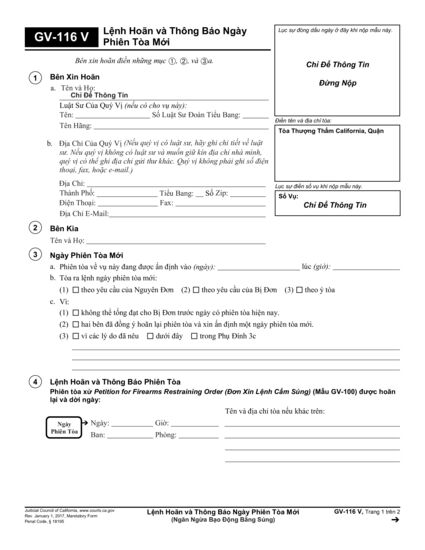 GV-116 V
Lệnh Hoãn và Thông Báo Ngày Phiên Tòa Mới
Lục sự đóng dấu ngày ở đây khi nộp mẫu này.
Chỉ Để Thông Tin
Đừng Nộp
Bên xin hoãn điền những mục ①, ②, và ③a.
1 Bên Xin Hoãn
a. Tên và Họ:
Chỉ Để Thông Tin
Luật Sư Của Quý Vị (nếu có cho vụ này):
Tên: Số Luật Sư Đoàn Tiểu Bang:
Tên Hãng:
Điền tên và địa chỉ tòa:
Tòa Thượng Thẩm California, Quận
b. Địa Chỉ Của Quý Vị (Nếu quý vị có luật sư, hãy ghi chi tiết về luật
sư. Nếu quý vị không có luật sư và muốn giữ kín địa chỉ nhà mình,
quý vị có thể ghi địa chỉ gửi thư khác. Quý vị không phải ghi số điện
thoại, fax, hoặc e-mail.)
Địa Chỉ:
Thành Phố: Tiểu Bang: Số Zip:
Điện Thoại: Fax:
Địa Chỉ E-Mail:
Lục sự điền số vụ khi nộp mẫu này.
Số Vụ:
Chỉ Để Thông Tin
2 Bên Kia
Tên và Họ:
3 Ngày Phiên Tòa Mới
a. Phiên tòa về vụ này đang được ấn định vào (ngày): lúc (giờ):
b. Tòa ra lệnh ngày phiên tòa mới:
(1) ☐ theo yêu cầu của Nguyên Đơn (2) ☐ theo yêu cầu của Bị Đơn (3) ☐ theo ý tòa
c. Vì:
(1) ☐ không thể tống đạt cho Bị Đơn trước ngày có phiên tòa hiện nay.
(2) ☐ hai bên đã đồng ý hoãn lại phiên tòa và xin ấn định một ngày phiên tòa mới.
(3) ☐ vì các lý do đã nêu ☐ dưới đây ☐ trong Phụ Đính 3c
4 Lệnh Hoãn và Thông Báo Phiên Tòa
Phiên tòa xử Petition for Firearms Restraining Order (Đơn Xin Lệnh Cấm Súng) (Mẫu GV-100) được hoãn
lại và dời ngày:
Tên và địa chỉ tòa nếu khác trên:
Ngày Phiên Tòa
Ngày: Giờ:
Ban: Phòng:
Judicial Council of California, www.courts.ca.gov
Rev. January 1, 2017, Mandatory Form
Penal Code, § 18195
Lệnh Hoãn và Thông Báo Ngày Phiên Tòa Mới
(Ngăn Ngừa Bạo Động Bằng Súng)
GV-116 V, Trang 1 trên 2